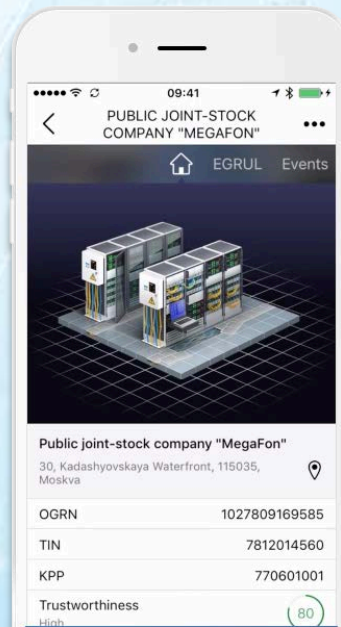 09:41
PUBLIC JOINT-STOCK
COMPANY "MEGAFON"
EGRUL Events
Public joint-stock company "MegaFon"
30, Kadashyovskaya Waterfront, 115035,
Moskva
OGRN 1027809169585
TIN 7812014560
KPP 770601001
Trustworthiness 80
High